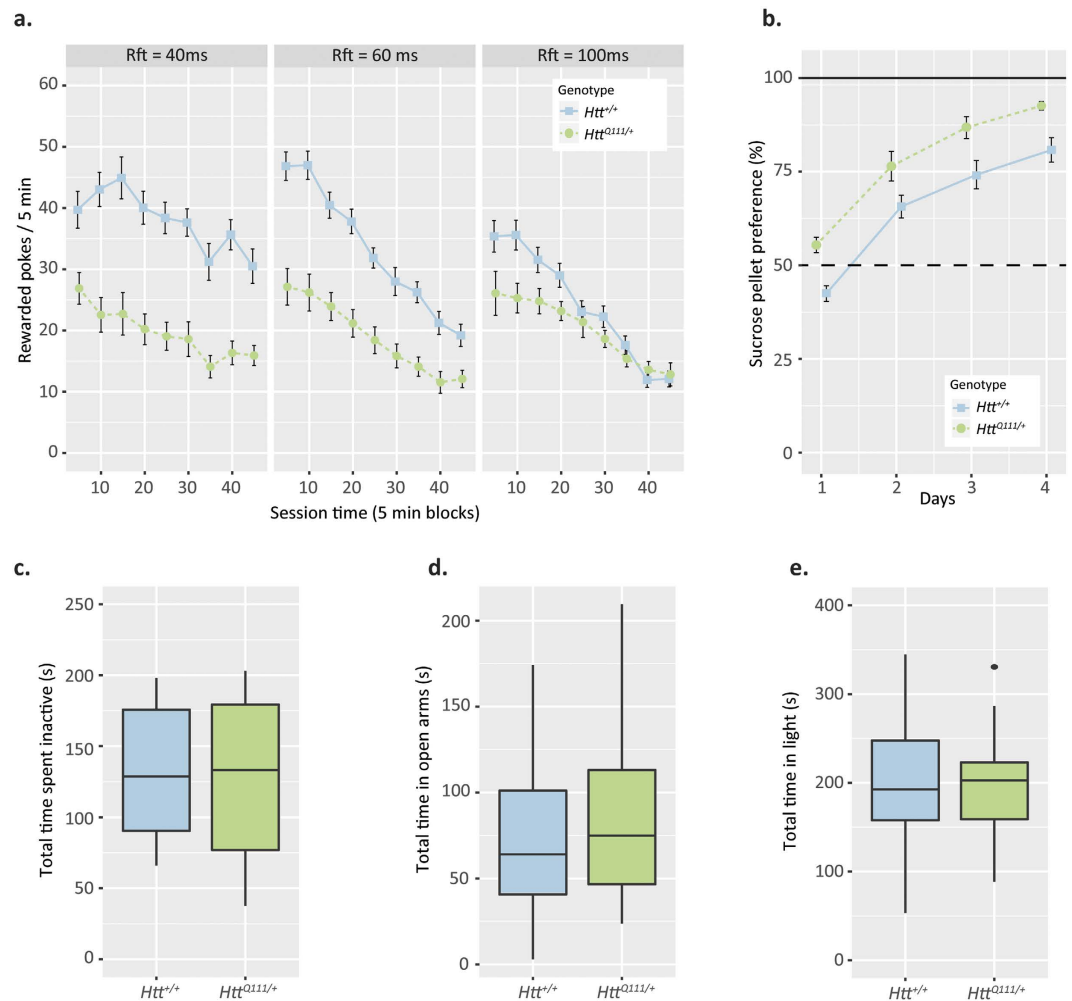 a.
Rft = 40ms
Rft = 60 ms
Rft = 100ms
60
50
40
30
20
10
0
Rewarded pokes / 5 min
Genotype
Htt+/+
HttQ111/+
10 20 30 40
10 20 30 40
10 20 30 40
Session time (5 min blocks)
b.
100
75
50
25
0
Sucrose pellet preference (%)
Genotype
Htt+/+
HttQ111/+
1 2 3 4
Days
c.
250
200
150
100
50
0
Total time spent inactive (s)
Htt+/+ HttQ111/+
d.
200
150
100
50
0
Total time in open arms (s)
Htt+/+ HttQ111/+
e.
400
300
200
100
0
Total time in light (s)
Htt+/+ HttQ111/+